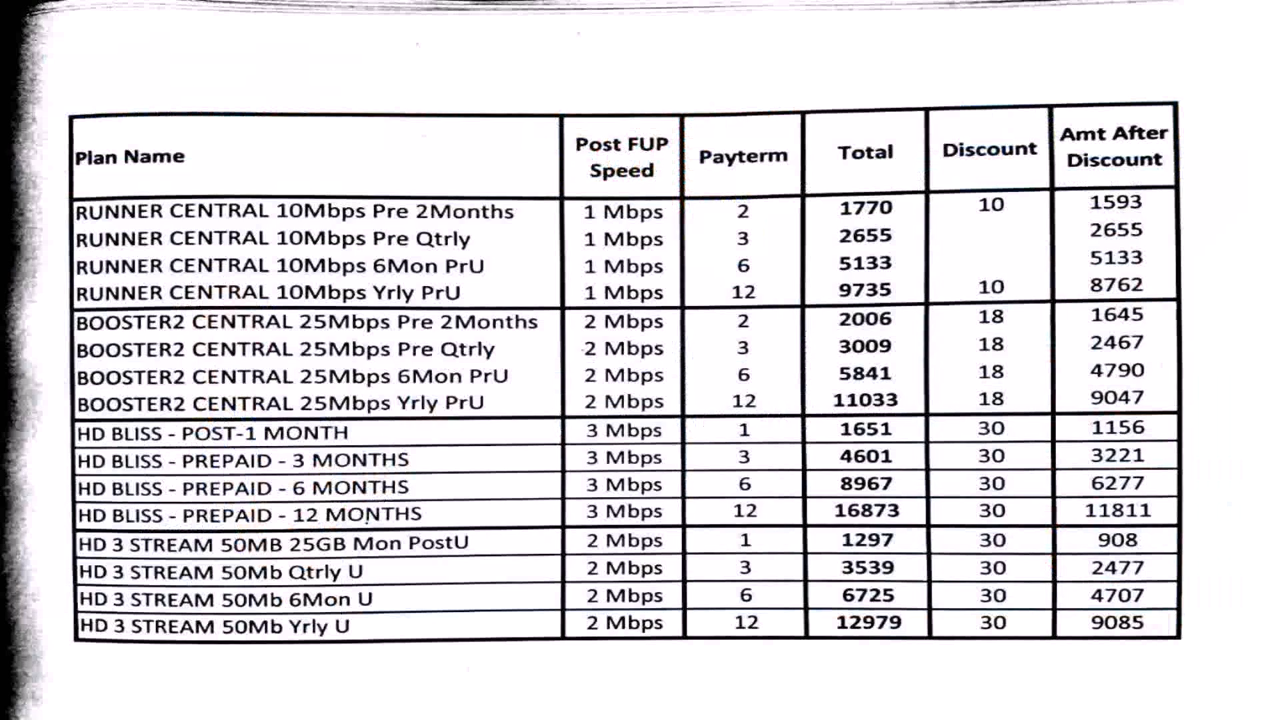 Plan Name Post FUP Speed Payterm Total Discount Amt After Discount
RUNNER CENTRAL 10Mbps Pre 2Months 1 Mbps 2 1770 10 1593
RUNNER CENTRAL 10Mbps Pre Qtrly 1 Mbps 3 2655 2655
RUNNER CENTRAL 10Mbps 6Mon PrU 1 Mbps 6 5133 5133
RUNNER CENTRAL 10Mbps Yrly PrU 1 Mbps 12 9735 10 8762
BOOSTER2 CENTRAL 25Mbps Pre 2Months 2 Mbps 2 2006 18 1645
BOOSTER2 CENTRAL 25Mbps Pre Qtrly 2 Mbps 3 3009 18 2467
BOOSTER2 CENTRAL 25Mbps 6Mon PrU 2 Mbps 6 5841 18 4790
BOOSTER2 CENTRAL 25Mbps Yrly PrU 2 Mbps 12 11033 18 9047
HD BLISS - POST-1 MONTH 3 Mbps 1 1651 30 1156
HD BLISS - PREPAID - 3 MONTHS 3 Mbps 3 4601 30 3221
HD BLISS - PREPAID - 6 MONTHS 3 Mbps 6 8967 30 6277
HD BLISS - PREPAID - 12 MONTHS 3 Mbps 12 16873 30 11811
HD 3 STREAM 50MB 25GB Mon PostU 2 Mbps 1 1297 30 908
HD 3 STREAM 50Mb Qtrly U 2 Mbps 3 3539 30 2477
HD 3 STREAM 50Mb 6Mon U 2 Mbps 6 6725 30 4707
HD 3 STREAM 50Mb Yrly U 2 Mbps 12 12979 30 9085